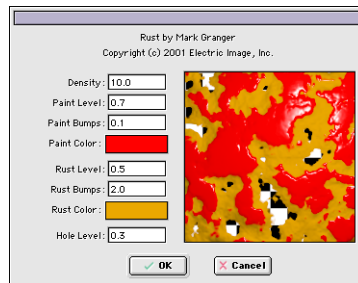 Rust by Mark Granger
Copyright (c) 2001 Electric Image, Inc.
Density: 10.0
Paint Level: 0.7
Paint Bumps: 0.1
Paint Color:
Rust Level: 0.5
Rust Bumps: 2.0
Rust Color:
Hole Level: 0.3
OK
Cancel